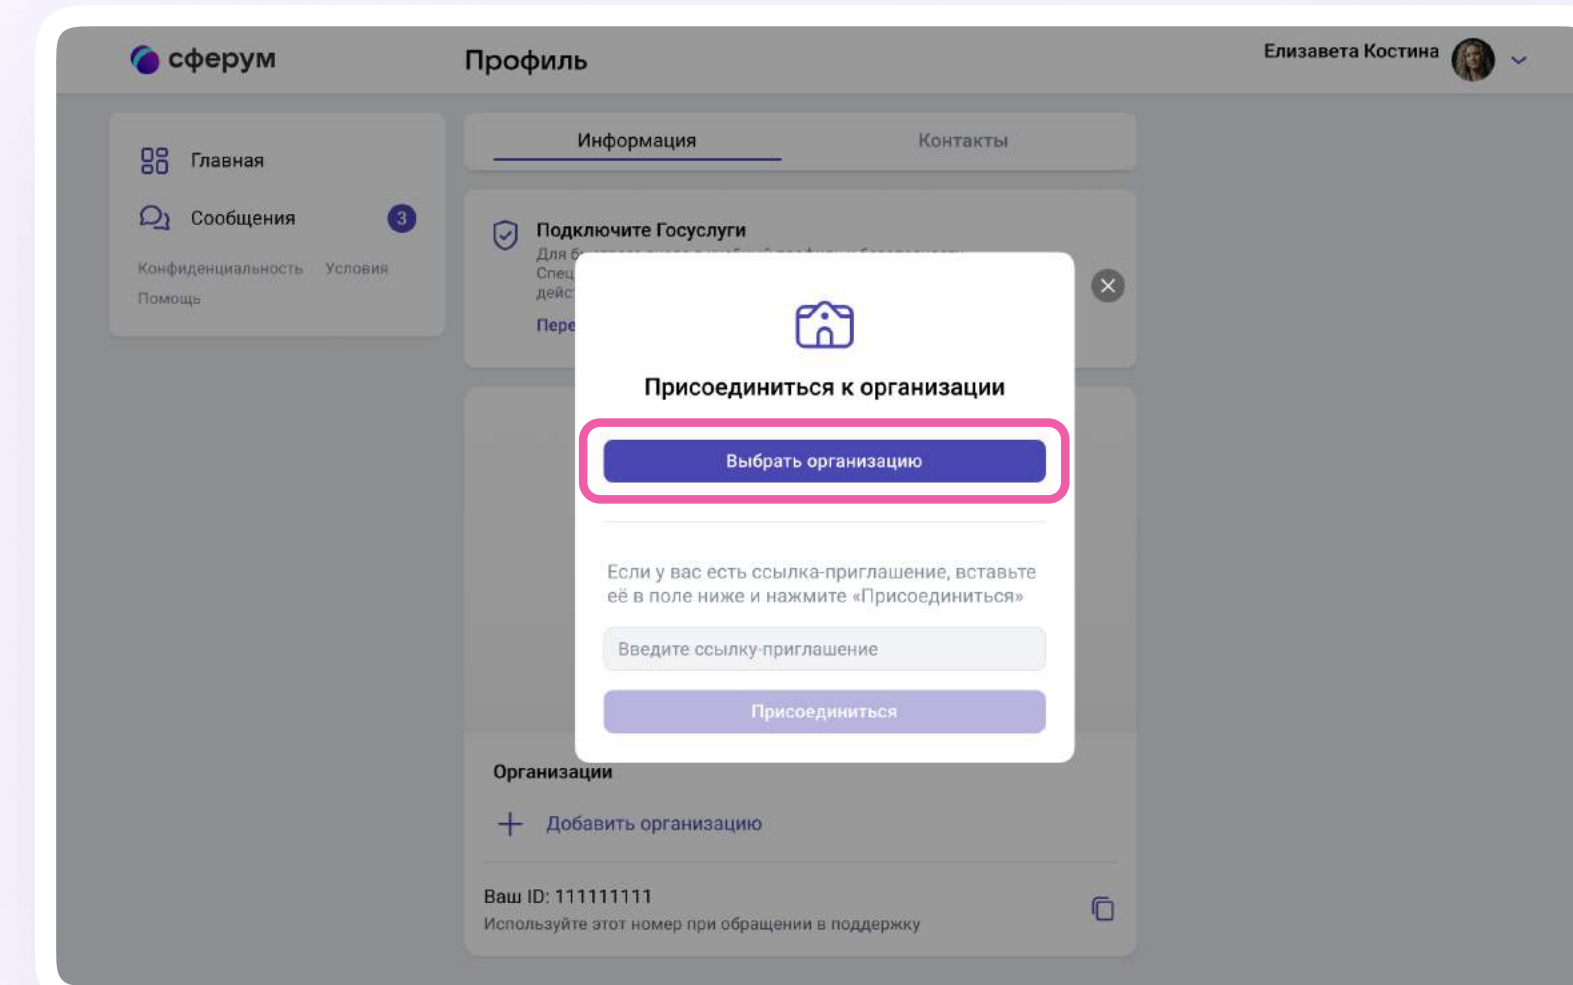 сферум
Профиль
Елизавета Костина
Главная
Сообщения
3
Конфиденциальность Условия
Помощь
Информация
Контакты
Подключите Госуслуги
Для
Спец
дейс
Пере
Присоединиться к организации
Выбрать организацию
Если у вас есть ссылка-приглашение, вставьте
её в поле ниже и нажмите «Присоединиться»
Введите ссылку-приглашение
Присоединиться
Организации
Добавить организацию
Ваш ID: 111111111
Используйте этот номер при обращении в поддержку